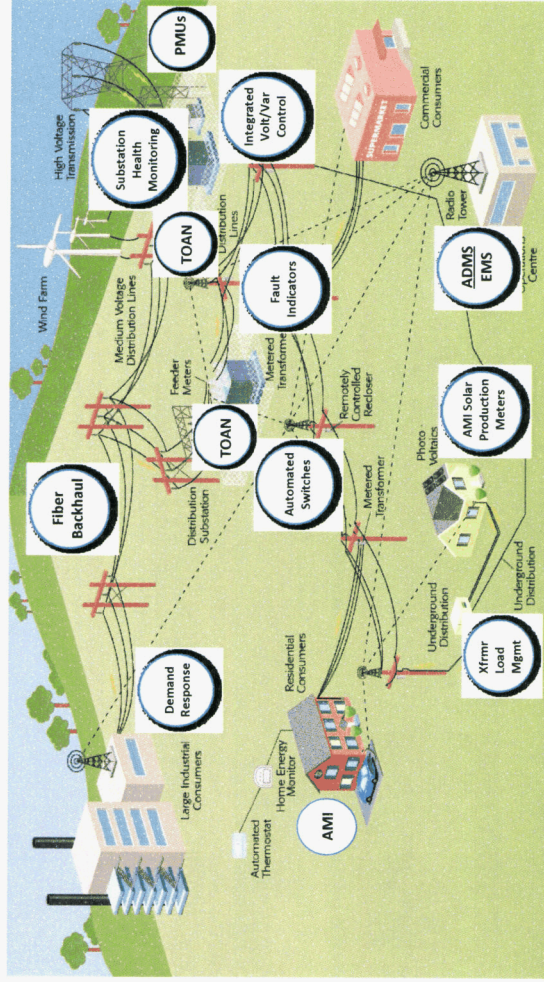 Wind Farm
High Voltage
Transmission
Fiber
Backhaul
Medium Voltage
Distribution Lines
Substation
Health
Monitoring
PMUs
Large Industrial
Consumers
Demand
Response
Distribution
Substation
Feeder
Meters
TOAN
TOAN
Distribution
Lines
Integrated
Volt/Var
Control
Automated
Thermostat
Home Energy
Monitor
Residential
Consumers
Automated
Switches
Metered
Transforme
Fault
Indicators
AMI
Metered
Transformer
Remotely
Controlled
Recloser
SUPERMARKET
Commercial
Consumers
Underground
Distribution
Photo
Voltaics
Radio
Tower
Xfrmr
Load
Mgmt
Underground
Distribution
AMI Solar
Production
Meters
ADMS
EMS
Centre